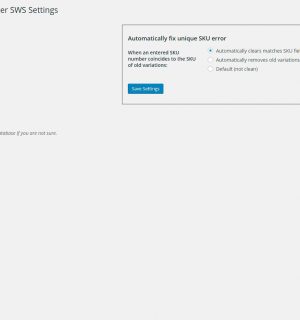 er SWS Settings
Automatically fix unique SKU error
When an entered SKU
number coincides to the SKU
of old variations:
Automatically clears matches SKU fiel
Automatically removes old variations
Default (not clean)
Save Settings
atabase if you are not sure.